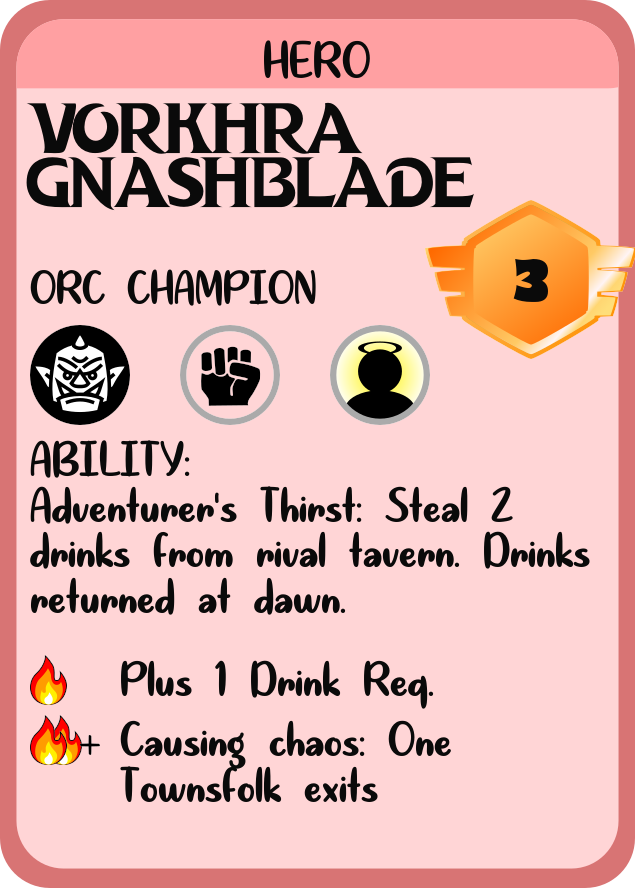 HERO
VORKHRA
GNASHBLADE
3
ORC CHAMPION
ABILITY:
Adventurer's Thirst: Steal 2
drinks from rival tavern. Drinks
returned at dawn.
Plus 1 Drink Req.
+ Causing chaos: One
Townsfolk exits